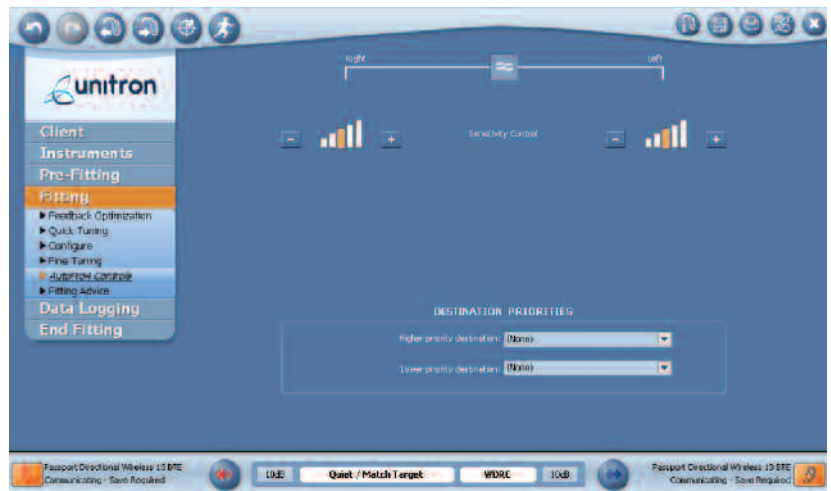 Right
Left
unitron
Client
Instruments
Pre-Fitting
Fitting
Feedback Optimization
Quick Tuning
Configure
Fine Tuning
AutoPro4 Controls
Fitting Advice
Data Logging
End Fitting
− + Sensitivity Control − +
DESTINATION PRIORITIES
Higher priority destination: (None)
Lower priority destination: (None)
Passport Directional Wireless 13 BTE
Communicating - Save Required
10dB Quiet / Match Target WDRC 10dB
Passport Directional Wireless 13 BTE
Communicating - Save Required